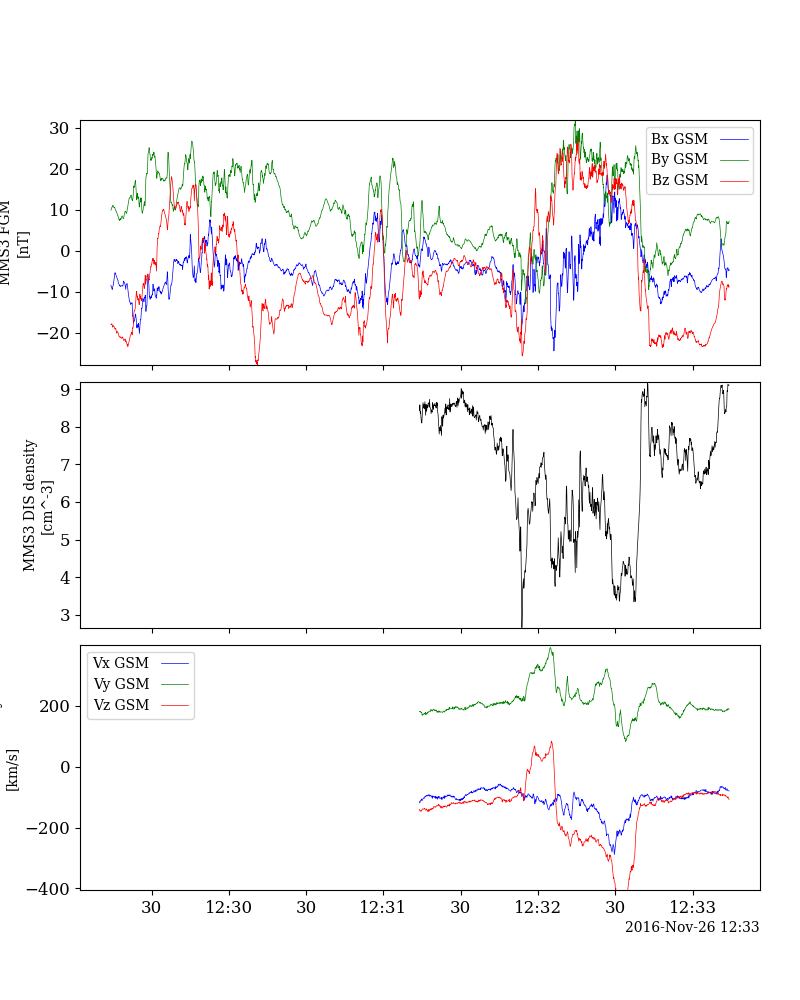 30
20
10
0
−10
−20
MMS3 FGM
[nT]
Bx GSM
By GSM
Bz GSM
9
8
7
6
5
4
3
MMS3 DIS density
[cm^-3]
Vx GSM
Vy GSM
Vz GSM
200
0
−200
−400
[km/s]
30
12:30
30
12:31
30
12:32
30
12:33
2016-Nov-26 12:33